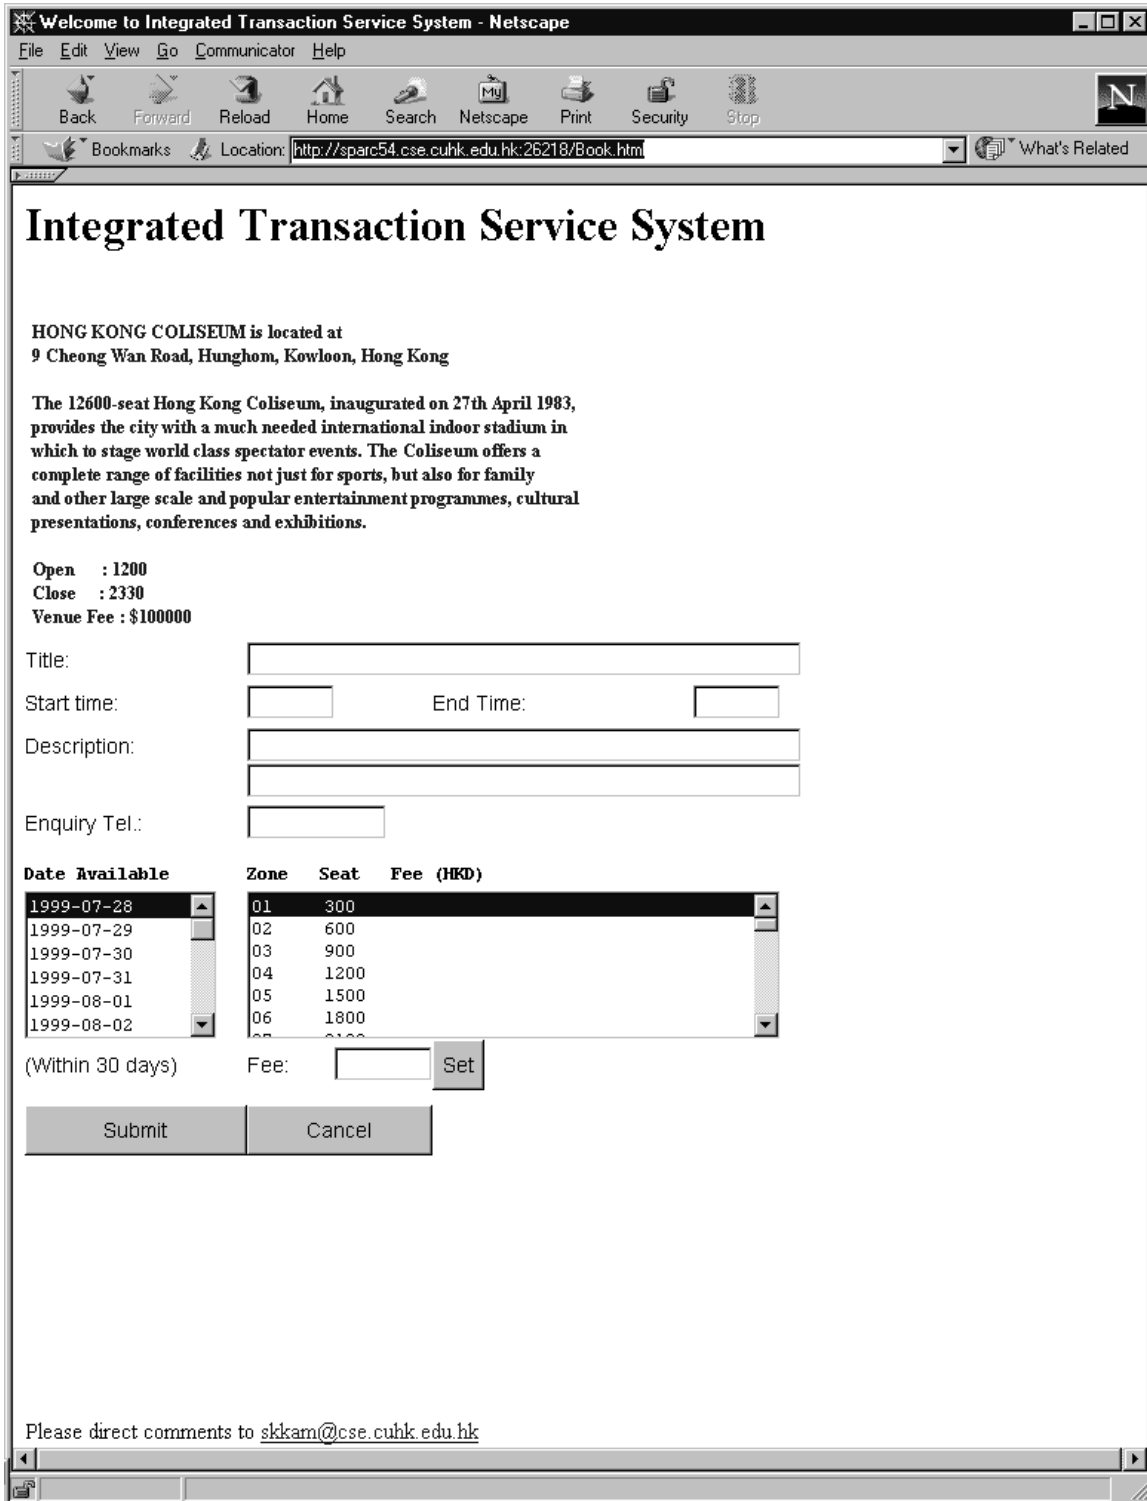 Welcome to Integrated Transaction Service System - Netscape
File Edit View Go Communicator Help
My N
Back Forward Reload Home Search Netscape Print Security Stop
Bookmarks Location: http://sparc54.cse.cuhk.edu.hk:26218/Book.html What's Related
Integrated Transaction Service System
HONG KONG COLISEUM is located at
9 Cheong Wan Road, Hunghom, Kowloon, Hong Kong
The 12600-seat Hong Kong Coliseum, inaugurated on 27th April 1983,
provides the city with a much needed international indoor stadium in
which to stage world class spectator events. The Coliseum offers a
complete range of facilities not just for sports, but also for family
and other large scale and popular entertainment programmes, cultural
presentations, conferences and exhibitions.
Open : 1200
Close : 2330
Venue Fee : $100000
Title:
Start time: End Time:
Description:
Enquiry Tel.:
Date Available Zone Seat Fee (HKD)
1999-07-28 01 300
1999-07-29 02 600
1999-07-30 03 900
1999-07-31 04 1200
1999-08-01 05 1500
1999-08-02 06 1800
(Within 30 days) Fee: Set
Submit Cancel
Please direct comments to skkam@cse.cuhk.edu.hk